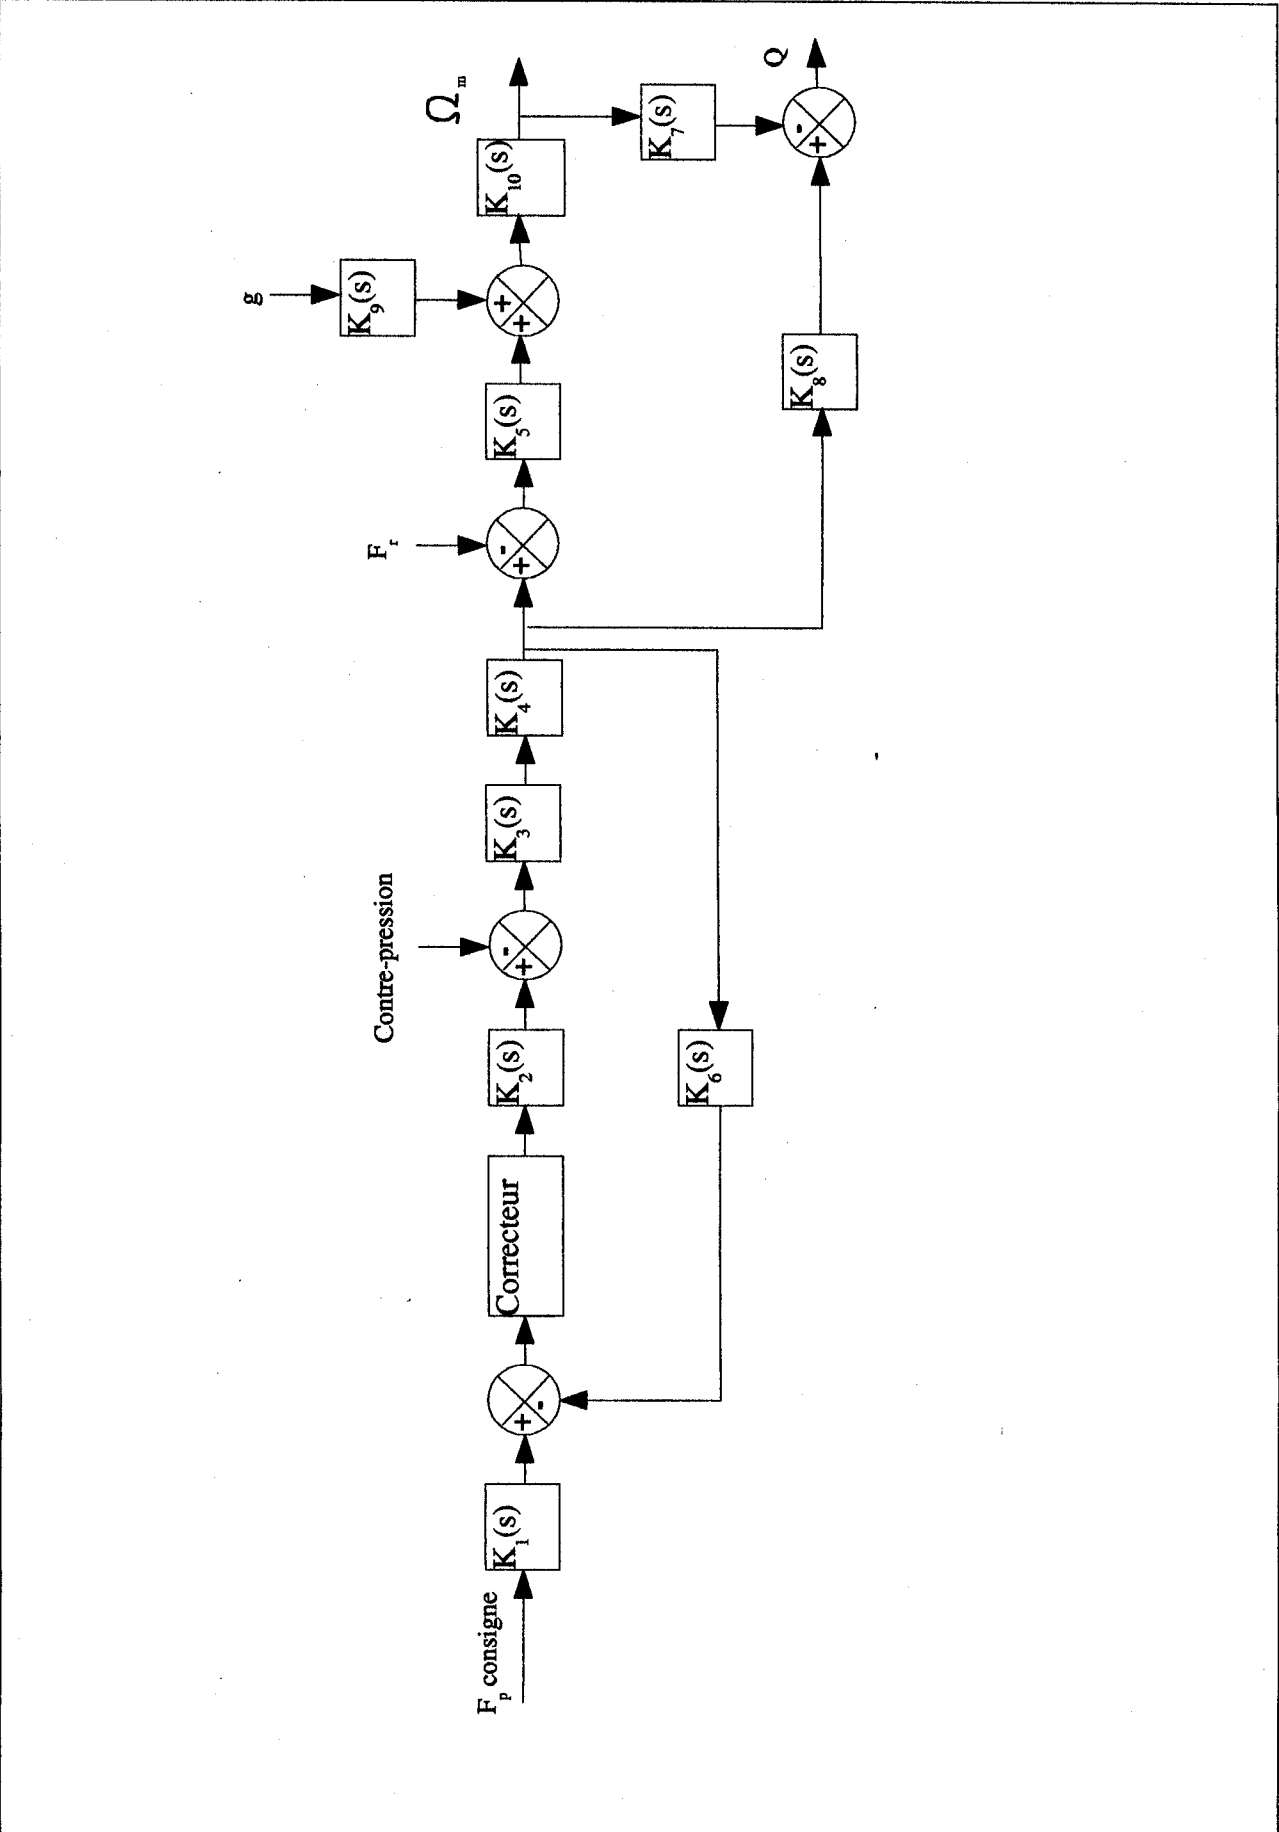 F_p consigne
K_1(s)
+
-
Correcteur
K_2(s)
Contre-pression
-
+
K_3(s)
K_4(s)
K_6(s)
F_r
-
+
K_5(s)
g
K_9(s)
+
+
K_10(s)
Ω_m
K_7(s)
K_8(s)
-
+
Q